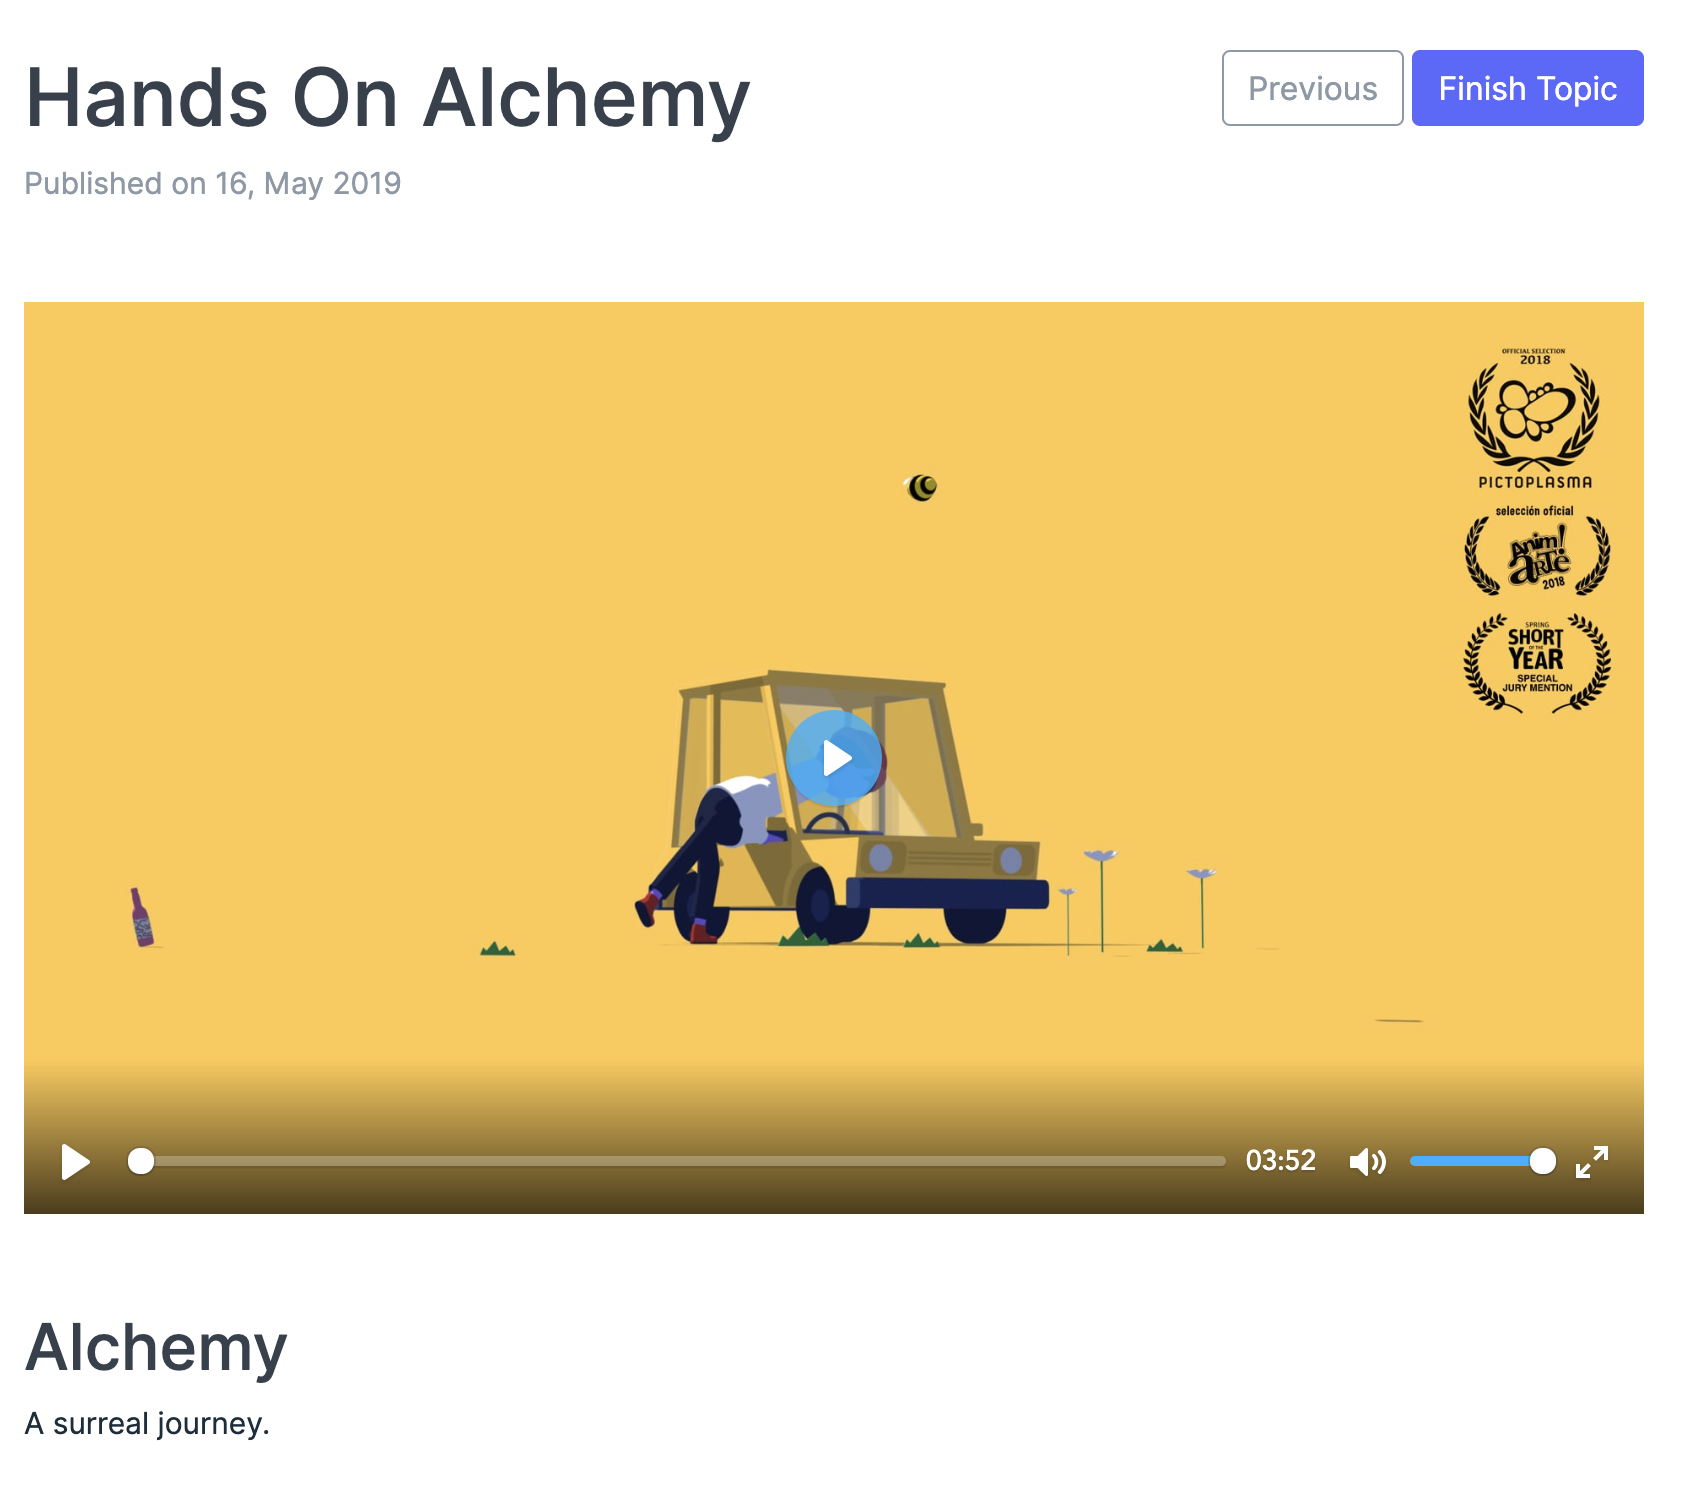 Hands On Alchemy
Previous
Finish Topic
Published on 16, May 2019
OFFICIAL SELECTION
2018
PICTOPLASMA
selección oficial
Anim!
ARTe
2018
SPRING
SHORT
OF THE
YEAR
SPECIAL
JURY MENTION
03:52
Alchemy
A surreal journey.